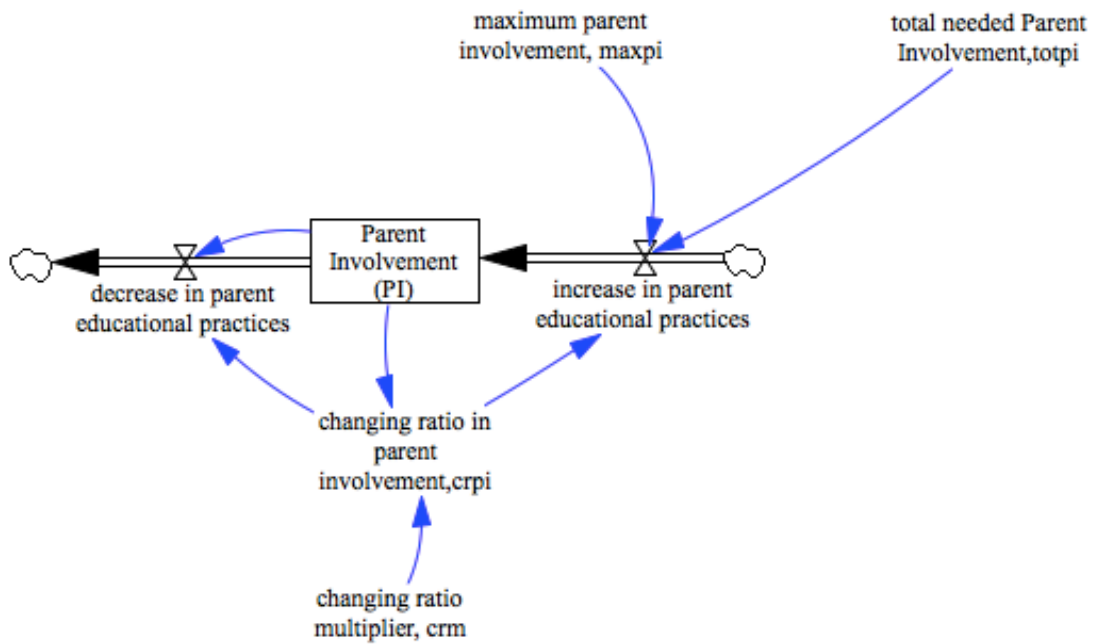 maximum parent
involvement, maxpi
total needed Parent
Involvement,totpi
Parent
Involvement
(PI)
decrease in parent
educational practices
increase in parent
educational practices
changing ratio in
parent
involvement,crpi
changing ratio
multiplier, crm